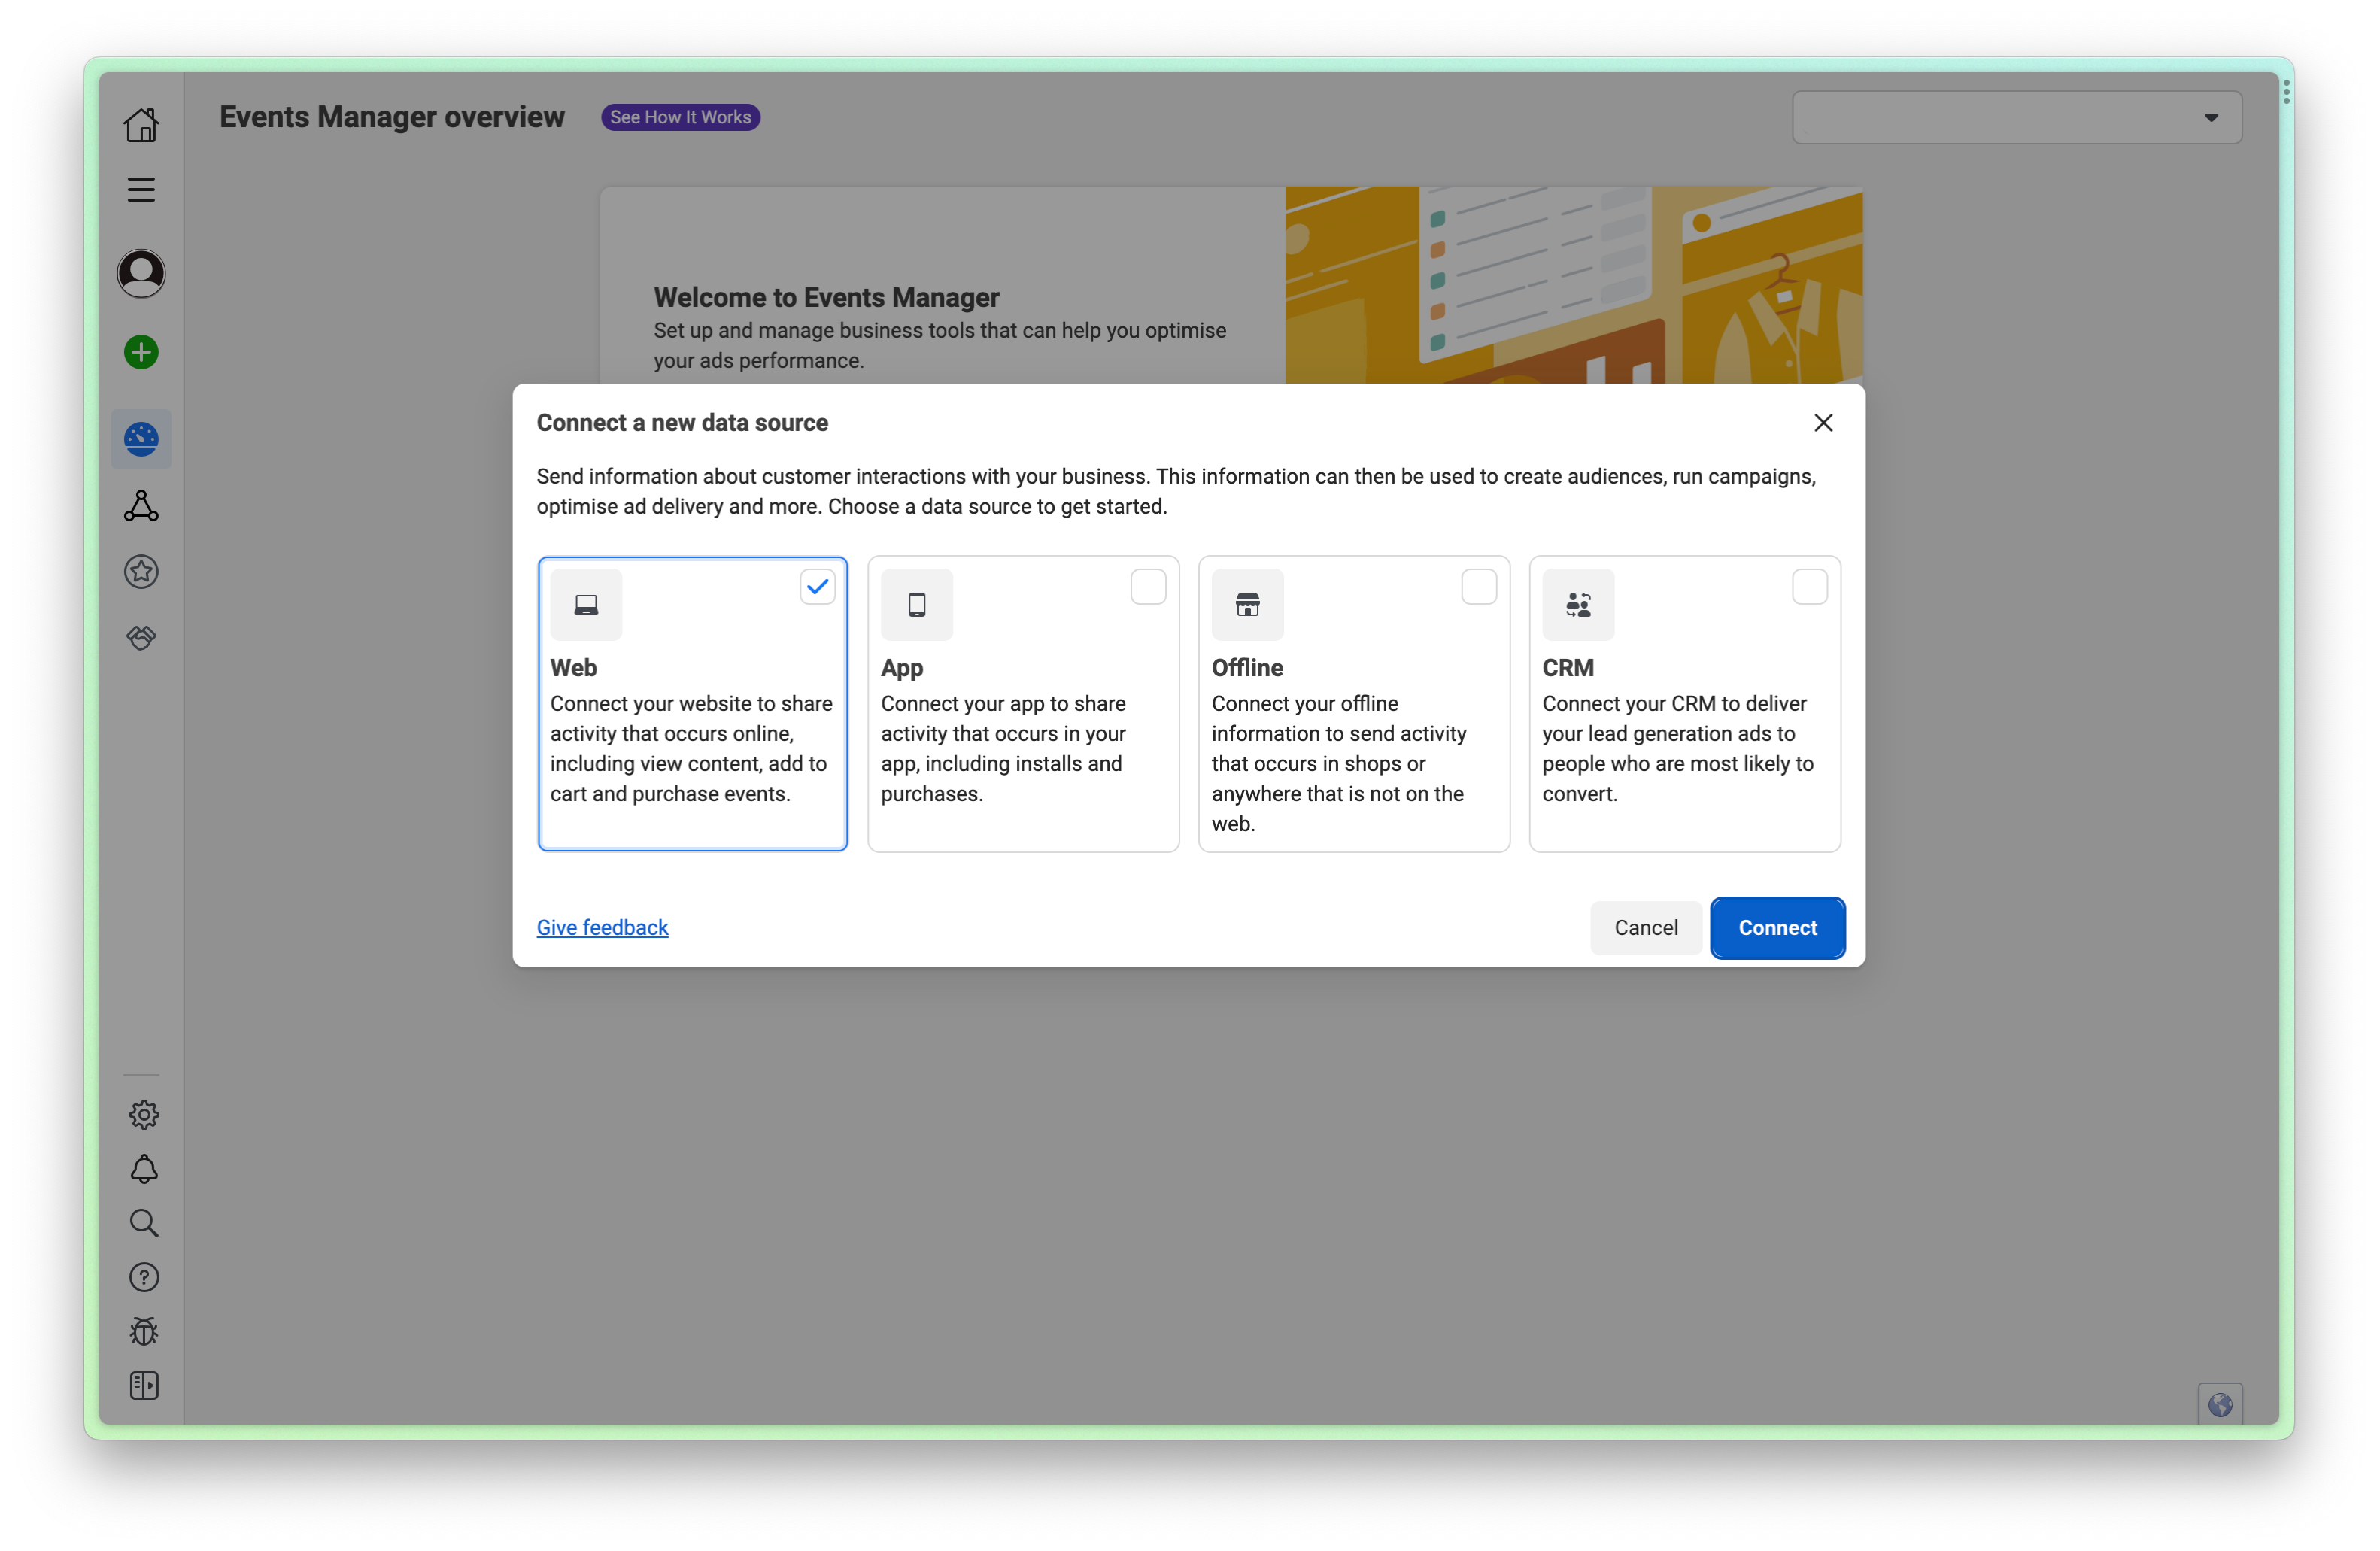 Events Manager overview
See How It Works
Welcome to Events Manager
Set up and manage business tools that can help you optimise
your ads performance.
Connect a new data source
Send information about customer interactions with your business. This information can then be used to create audiences, run campaigns,
optimise ad delivery and more. Choose a data source to get started.
Web
Connect your website to share
activity that occurs online,
including view content, add to
cart and purchase events.
App
Connect your app to share
activity that occurs in your
app, including installs and
purchases.
Offline
Connect your offline
information to send activity
that occurs in shops or
anywhere that is not on the
web.
CRM
Connect your CRM to deliver
your lead generation ads to
people who are most likely to
convert.
Give feedback
Cancel
Connect